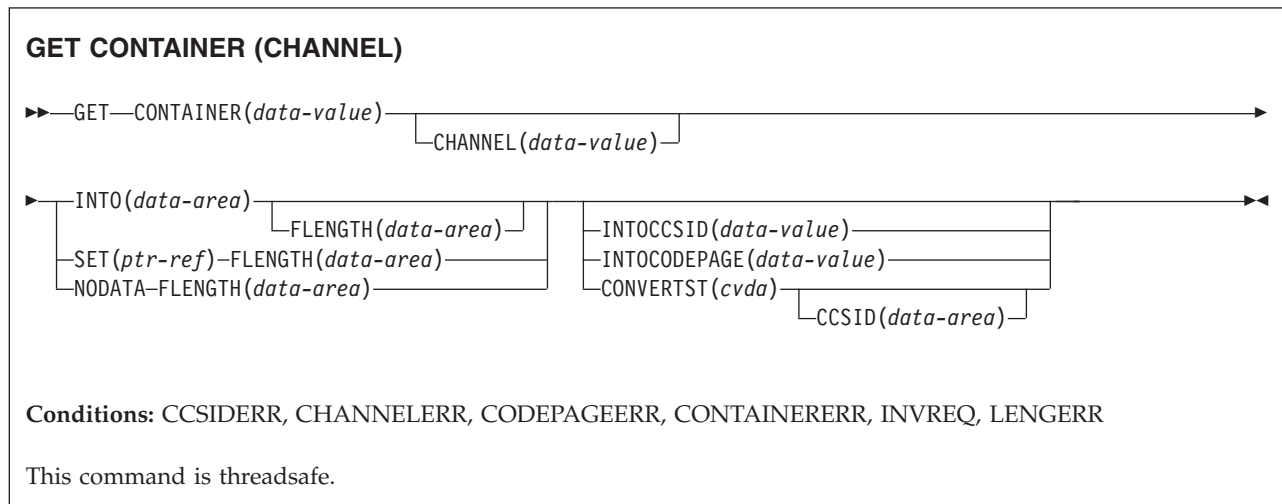 GET CONTAINER (CHANNEL)
GET CONTAINER(data-value)
CHANNEL(data-value)
INTO(data-area)
FLENGTH(data-area)
SET(ptr-ref) FLENGTH(data-area)
NODATA FLENGTH(data-area)
INTOCCSID(data-value)
INTOCODEPAGE(data-value)
CONVERTST(cvda)
CCSID(data-area)
Conditions: CCSIDERR, CHANNELERR, CODEPAGEERR, CONTAINERERR, INVREQ, LENGERR
This command is threadsafe.